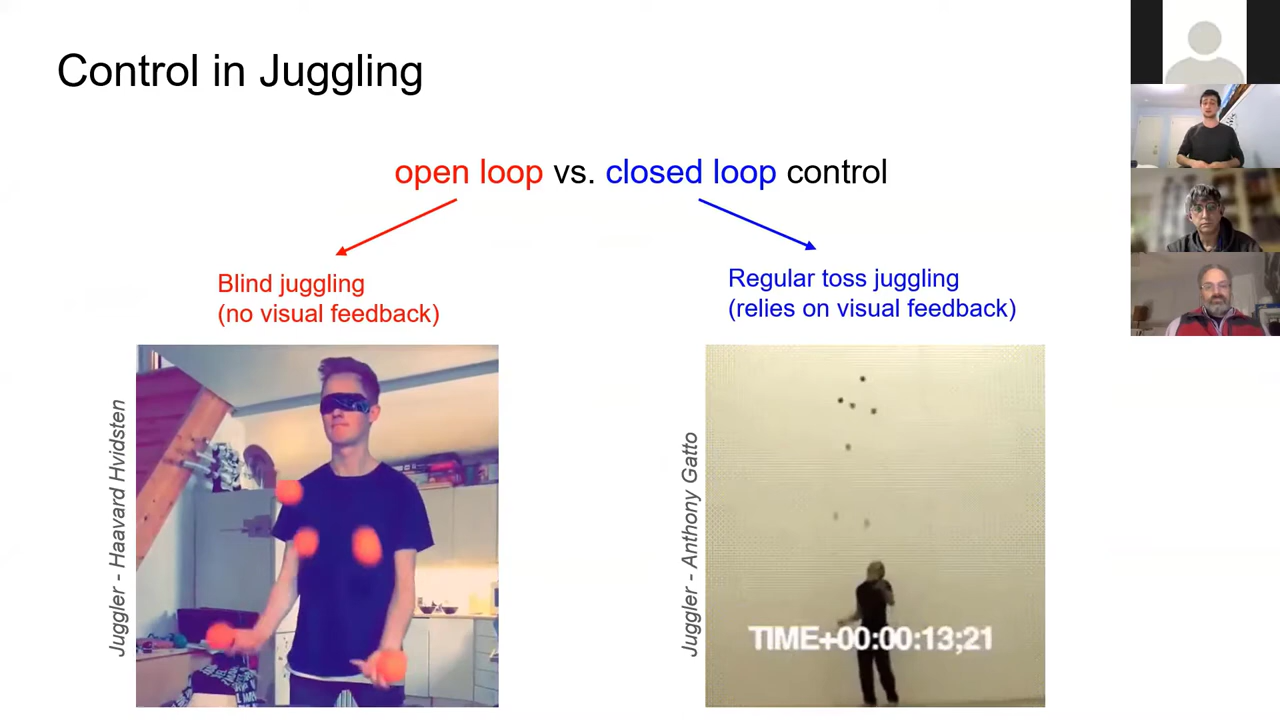 Control in Juggling
open loop vs. closed loop control
Blind juggling
(no visual feedback)
Regular toss juggling
(relies on visual feedback)
Juggler - Haavard Hvidsten
Juggler - Anthony Gatto
TIME+00:00:13;21